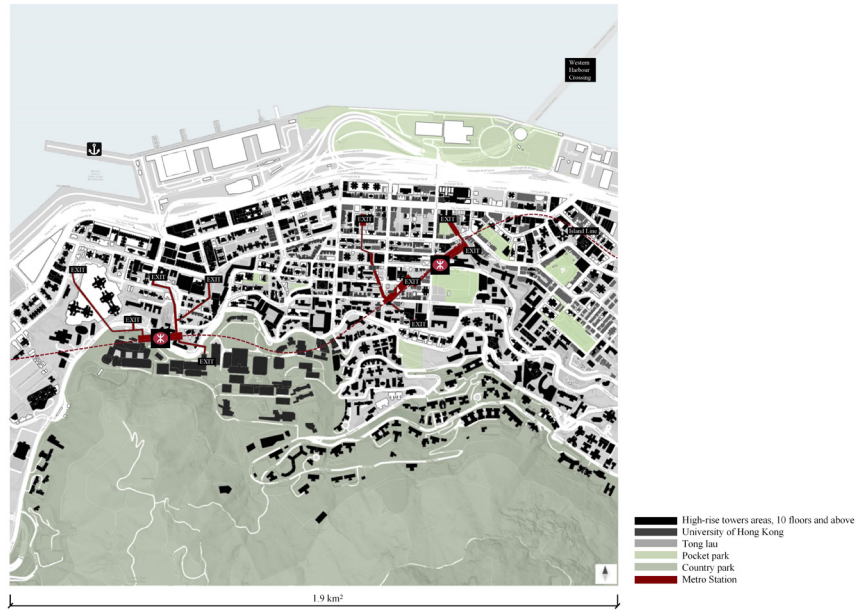 Western
Harbour
Crossing
EXIT
EXIT
Island Line
EXIT
EXIT
EXIT
EXIT
EXIT
EXIT
EXIT
EXIT
High-rise towers areas, 10 floors and above
University of Hong Kong
Tong lau
Pocket park
Country park
Metro Station
1.9 km²